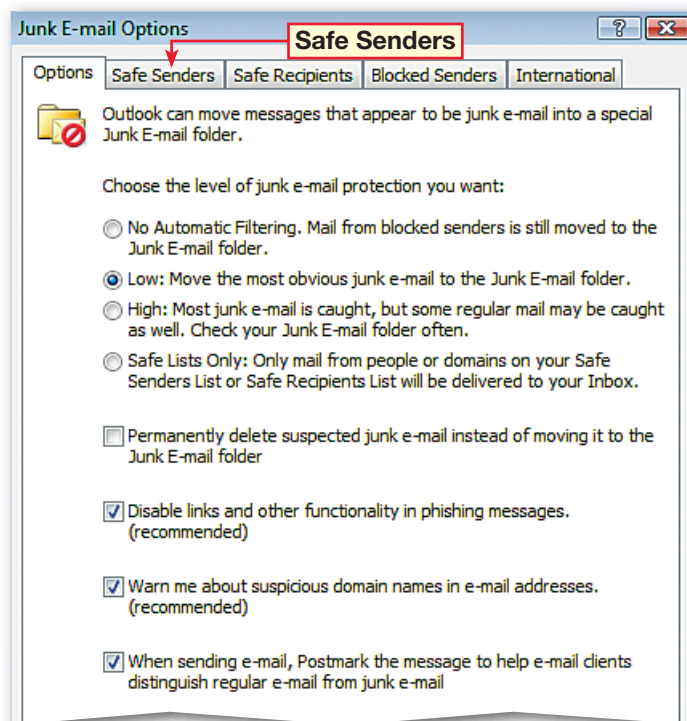 Junk E-mail Options
Safe Senders
Options Safe Senders Safe Recipients Blocked Senders International
Outlook can move messages that appear to be junk e-mail into a special
Junk E-mail folder.
Choose the level of junk e-mail protection you want:
No Automatic Filtering. Mail from blocked senders is still moved to the
Junk E-mail folder.
Low: Move the most obvious junk e-mail to the Junk E-mail folder.
High: Most junk e-mail is caught, but some regular mail may be caught
as well. Check your Junk E-mail folder often.
Safe Lists Only: Only mail from people or domains on your Safe
Senders List or Safe Recipients List will be delivered to your Inbox.
Permanently delete suspected junk e-mail instead of moving it to the
Junk E-mail folder
Disable links and other functionality in phishing messages.
(recommended)
Warn me about suspicious domain names in e-mail addresses.
(recommended)
When sending e-mail, Postmark the message to help e-mail clients
distinguish regular e-mail from junk e-mail